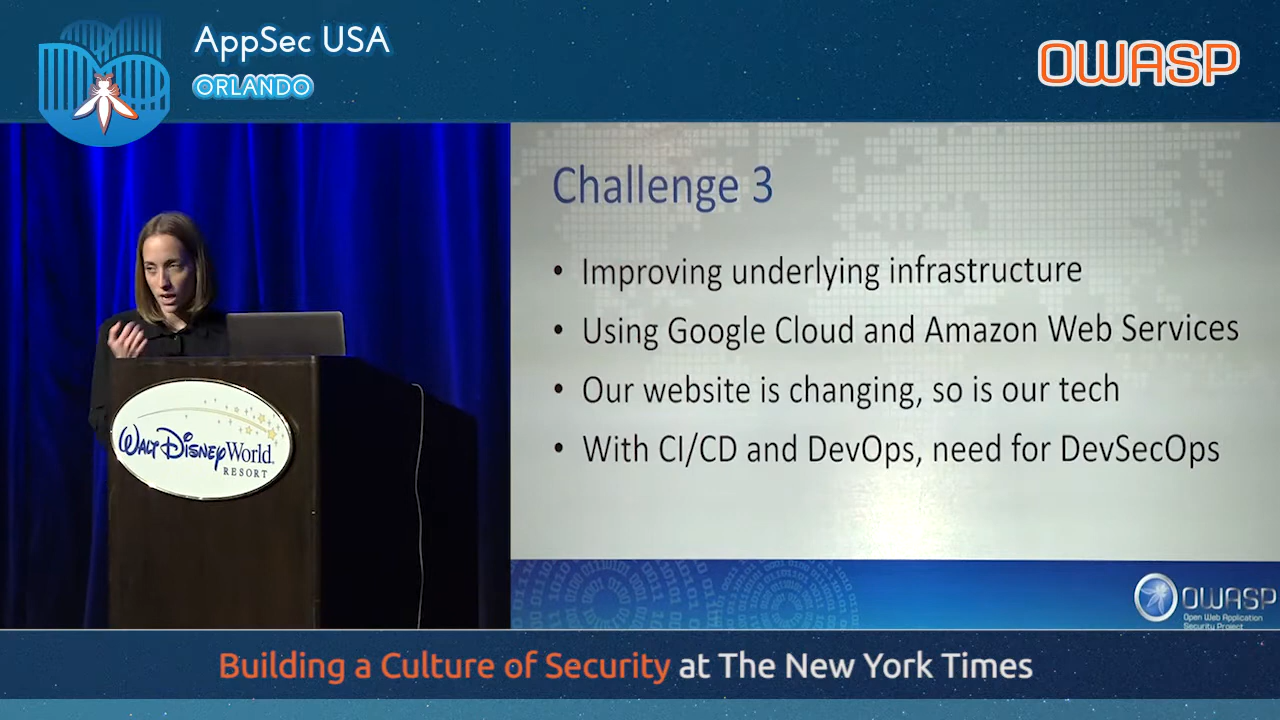 AppSec USA
ORLANDO
OWASP
Challenge 3
• Improving underlying infrastructure
• Using Google Cloud and Amazon Web Services
• Our website is changing, so is our tech
• With CI/CD and DevOps, need for DevSecOps
WALT DISNEY World
RESORT
OWASP
Open Web Application
Security Project
Building a Culture of Security at The New York Times